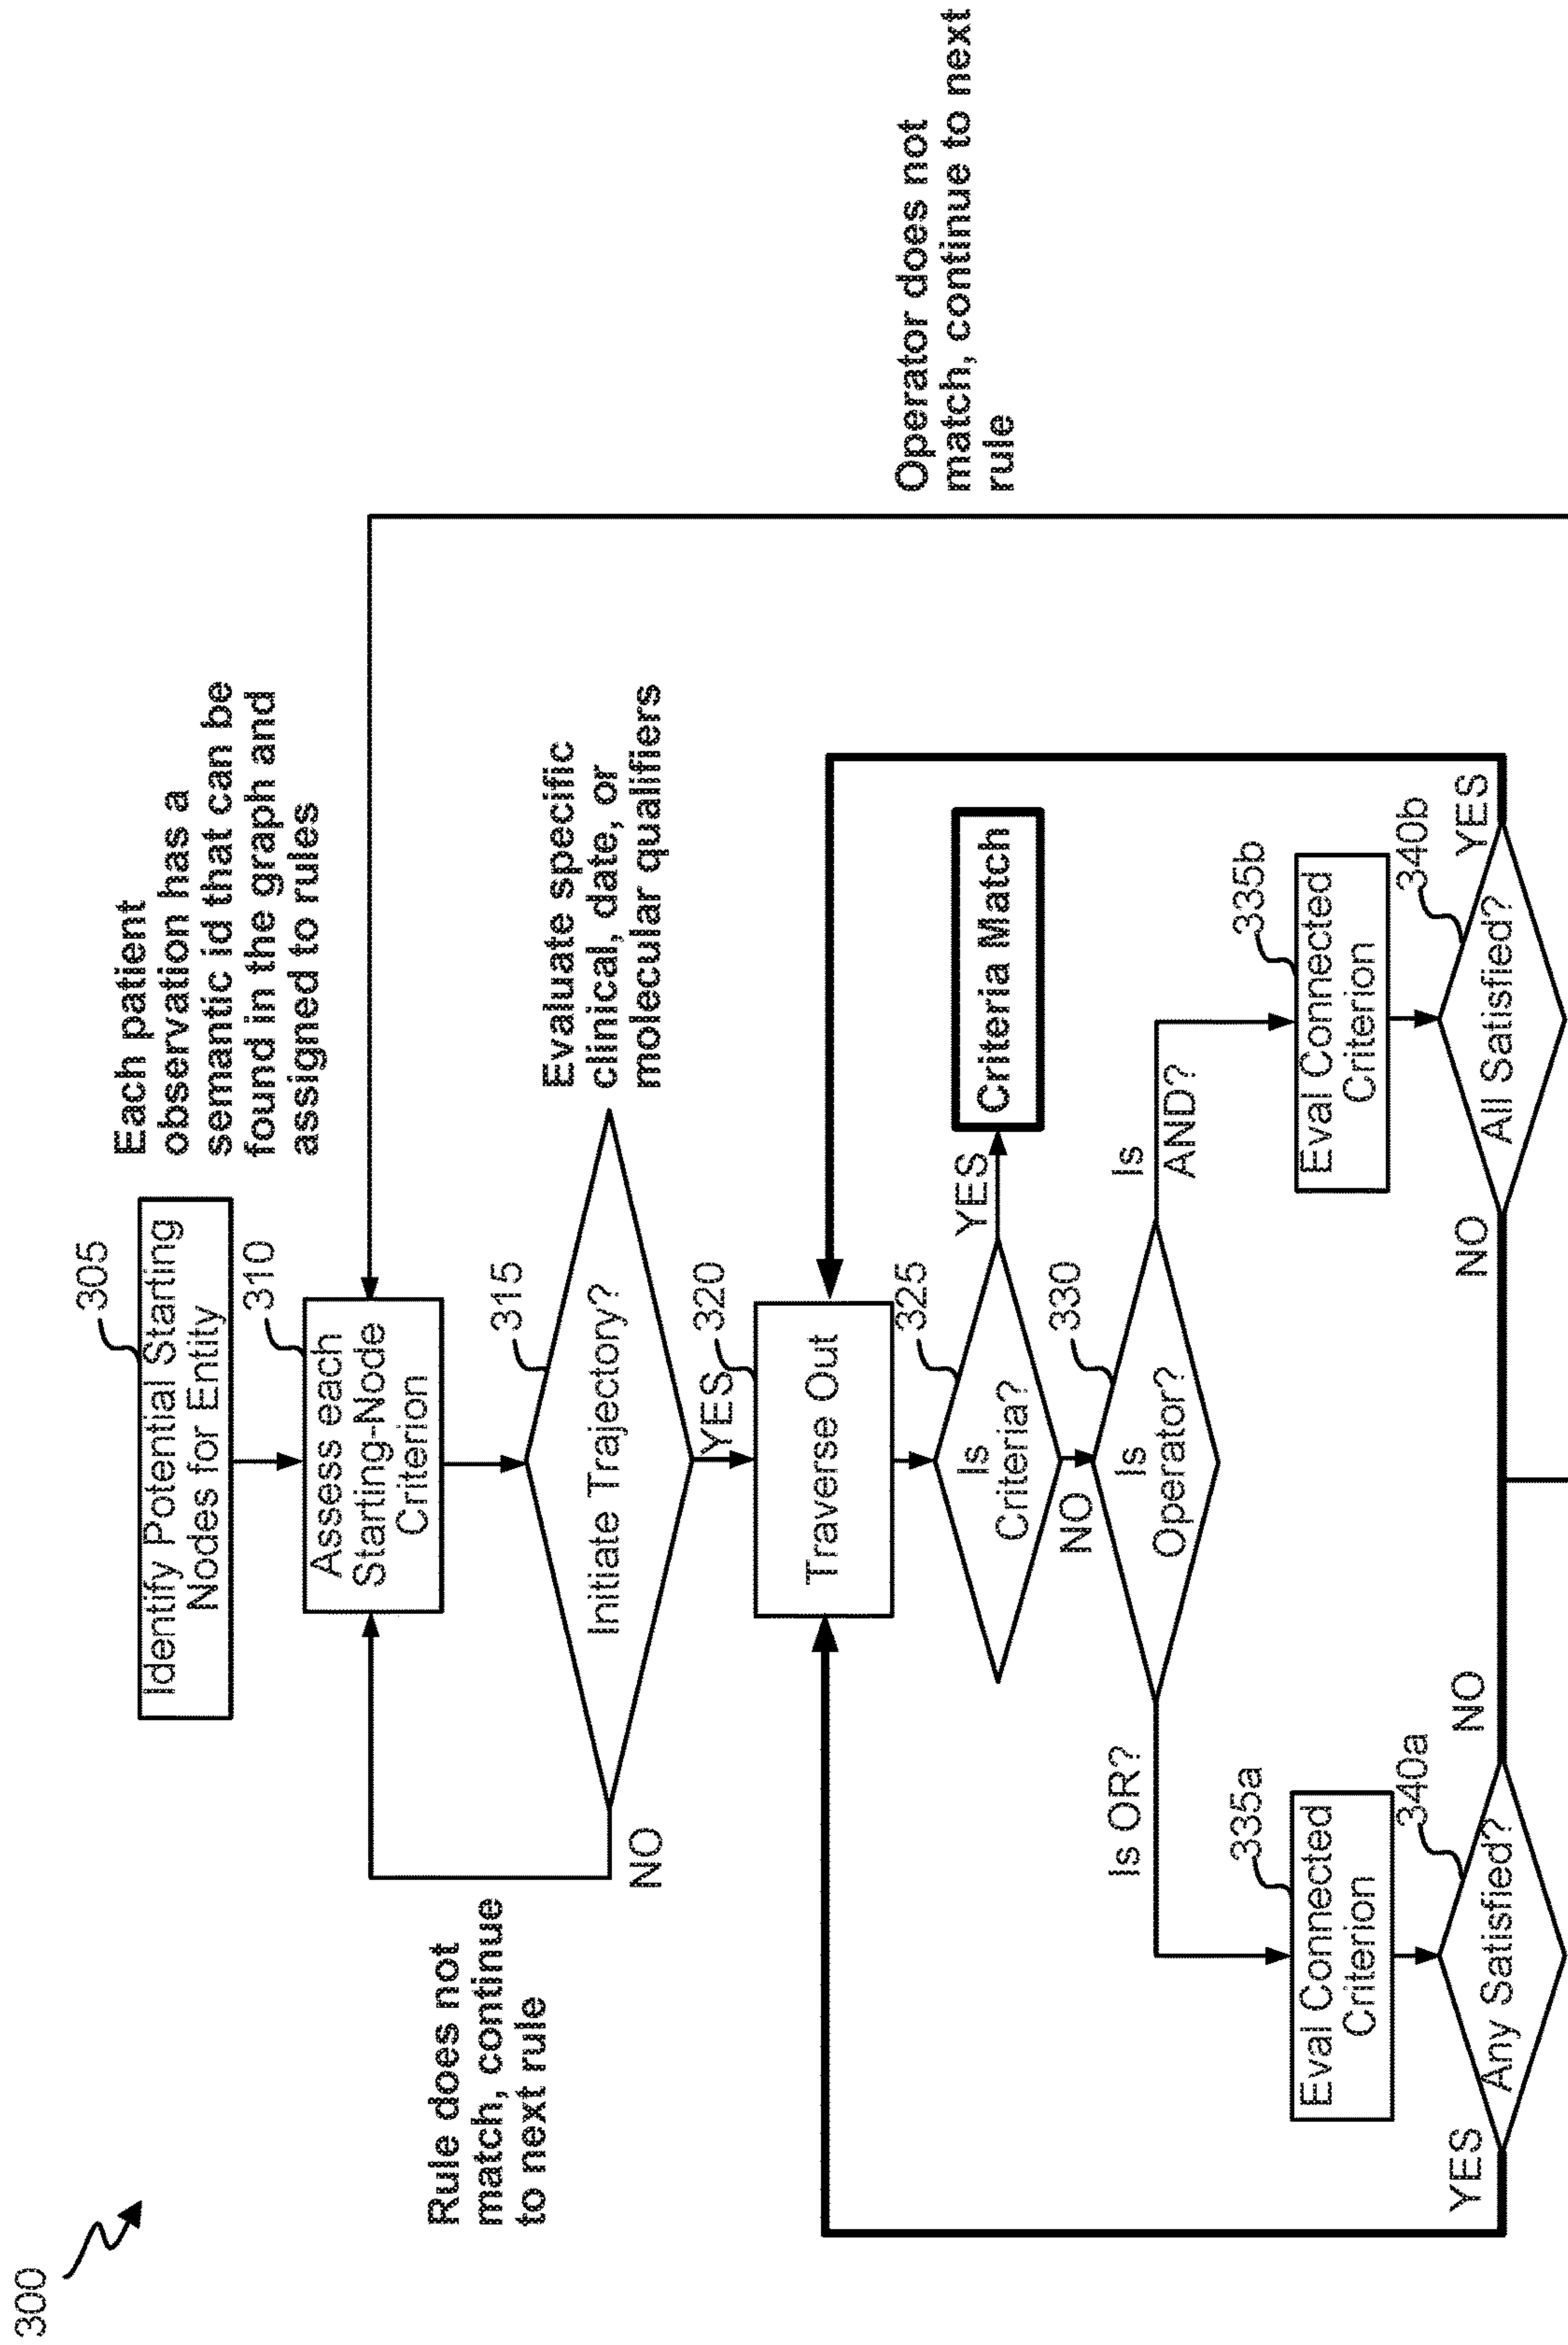 300
Each patient
observation has a
semantic id that can be
found in the graph and
assigned to rules
305
Identify Potential Starting
Nodes for Entity
310
Assess each
Starting-Node
Criterion
Rule does not
match, continue
to next rule
NO
315
Initiate Trajectory?
Evaluate specific
clinical, date, or
molecular qualifiers
YES
320
Traverse Out
Operator does not
match, continue to next
rule
325
Is
Criteria?
YES
Criteria Match
NO
330
Is
Operator?
Is OR?
Is
AND?
335a
Eval Connected
Criterion
335b
Eval Connected
Criterion
340a
Any Satisfied?
YES
NO
340b
All Satisfied?
NO
YES